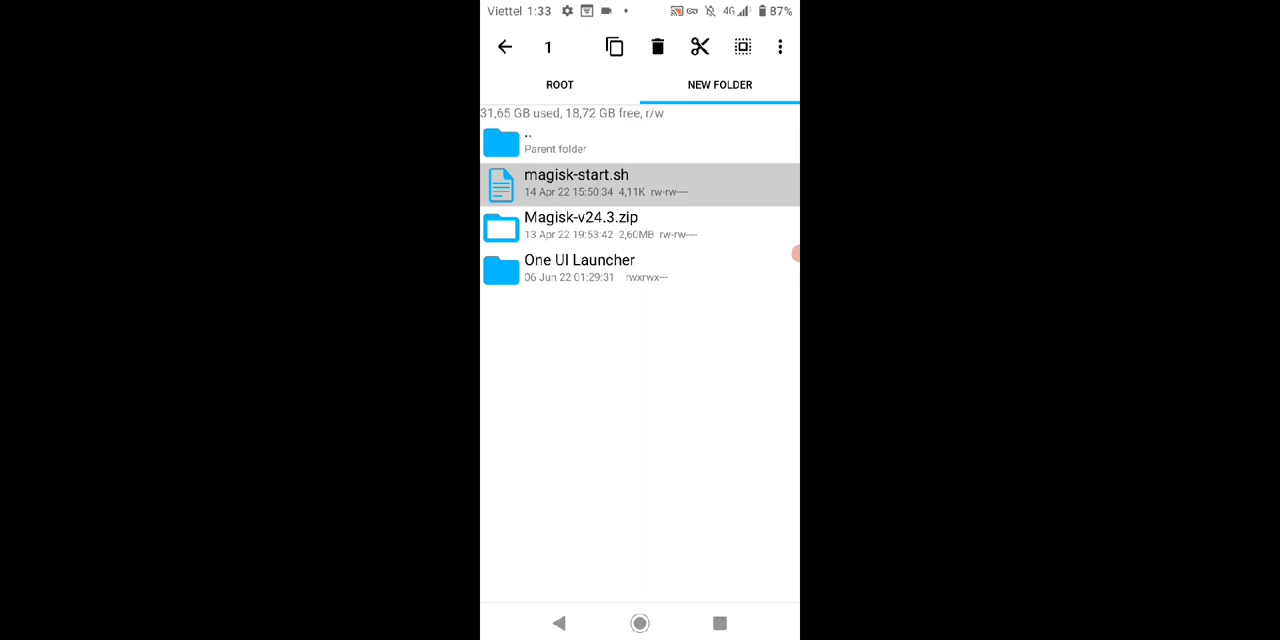 Viettel 1:33 4G 87%
1
ROOT NEW FOLDER
31,65 GB used, 18,72 GB free, r/w
..
Parent folder
magisk-start.sh
14 Apr 22 15:50:34 4,11K rw-rw----
Magisk-v24.3.zip
13 Apr 22 19:53:42 2,60MB rw-rw----
One UI Launcher
06 Jun 22 01:29:31 rwxrwx---